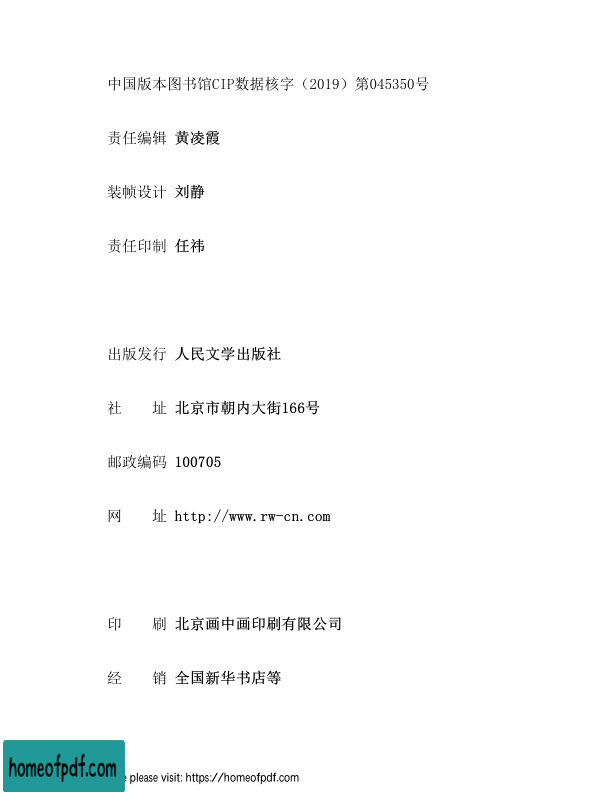 中国版本图书馆CIP数据核字（2019）第045350号
责任编辑 黄凌霞
装帧设计 刘静
责任印制 任祎
出版发行 人民文学出版社
社　　址 北京市朝内大街166号
邮政编码 100705
网　　址 http://www.rw-cn.com
印　　刷 北京画中画印刷有限公司
经　　销 全国新华书店等
homeofpdf.com
please visit: https://homeofpdf.com